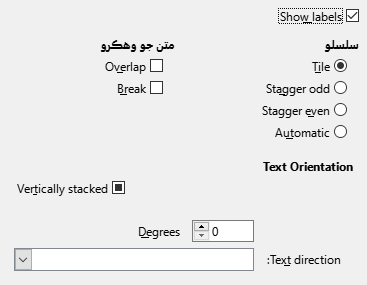 Show labels
سلسلو
متن جو وهڪرو
Tile
Overlap
Stagger odd
Break
Stagger even
Automatic
Text Orientation
Vertically stacked
Degrees
0
Text direction: